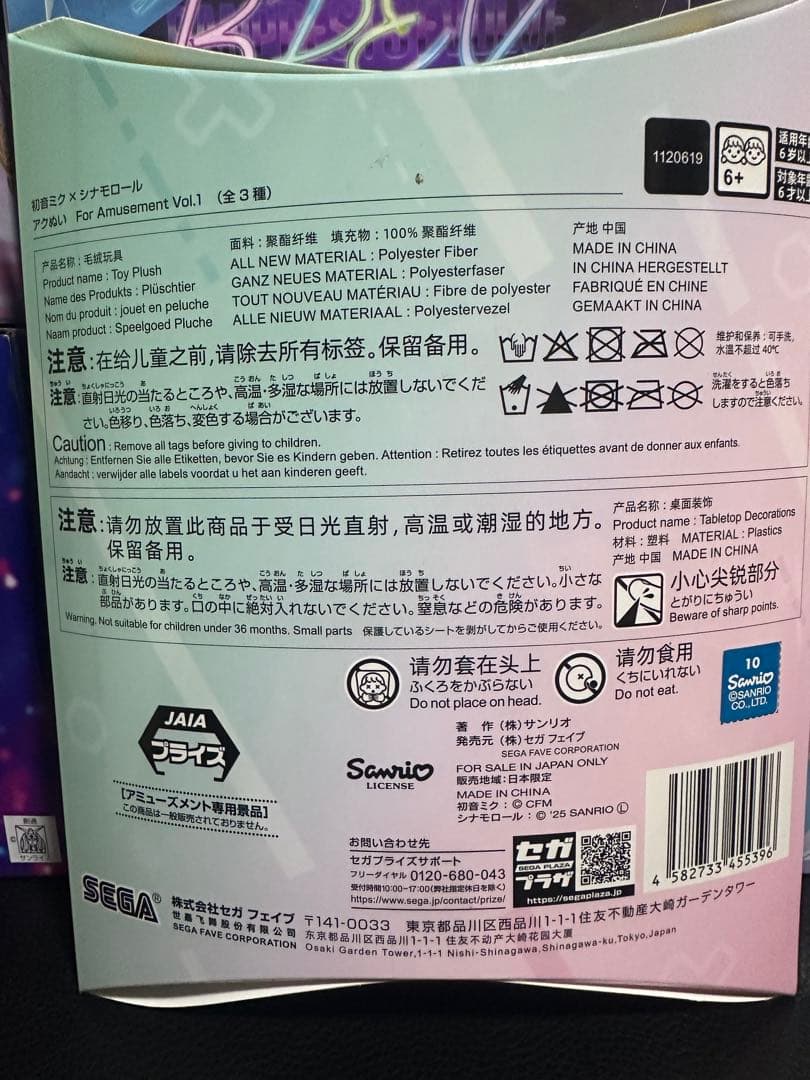 1120619
6+
适用年
6岁以
対象年
6才以
初音ミク×シナモロール
アクぬい For Amusement Vol.1 (全3種)
产品名称:毛绒玩具
Product name : Toy Plush
Name des Produkts : Plüschtier
Nom du produit : jouet en peluche
Naam product : Speelgoed Pluche
面料:聚酯纤维 填充物:100% 聚酯纤维
ALL NEW MATERIAL : Polyester Fiber
GANZ NEUES MATERIAL : Polyesterfaser
TOUT NOUVEAU MATÉRIAU : Fibre de polyester
ALLE NIEUW MATERIAAL : Polyestervezel
产地 中国
MADE IN CHINA
IN CHINA HERGESTELLT
FABRIQUÉ EN CHINE
GEMAAKT IN CHINA
注意:在给儿童之前,请除去所有标签。保留备用。
维护和保养:可手洗,
水温不超过 40℃
注意:直射日光の当たるところや、高温・多湿な場所には放置しないでくだ
さい。色移り、色落ち、変色する場合がございます。
洗濯をすると色落ち
しますのでご注意ください。
Caution : Remove all tags before giving to children.
Achtung : Entfernen Sie alle Etiketten, bevor Sie es Kindern geben. Attention : Retirez toutes les étiquettes avant de donner aux enfants.
Aandacht : verwijder alle labels voordat u het aan kinderen geeft.
注意:请勿放置此商品于受日光直射,高温或潮湿的地方。
保留备用。
注意:直射日光の当たるところや、高温・多湿な場所には放置しないでください。小さな
部品があります。口の中に絶対入れないでください。窒息などの危険があります。
Warning. Not suitable for children under 36 months. Small parts 保護しているシートを剥がしてからご使用ください。
产品名称:桌面装饰
Product name : Tabletop Decorations
材料:塑料 MATERIAL : Plastics
产地 中国 MADE IN CHINA
小心尖锐部分
とがりにちゅうい
Beware of sharp points.
请勿套在头上
ふくろをかぶらない
Do not place on head.
请勿食用
くちにいれない
Do not eat.
10
Sanrio
©SANRIO
CO., LTD.
JAIA
プライズ
【アミューズメント専用景品】
この商品は一般販売されておりません。
Sanrio
LICENSE
著 作 (株)サンリオ
発売元 (株)セガ フェイブ
SEGA FAVE CORPORATION
FOR SALE IN JAPAN ONLY
販売地域:日本限定
MADE IN CHINA
初音ミク:© CFM
シナモロール:© '25 SANRIO Ⓛ
お問い合わせ先
セガプライズサポート
フリーダイヤル 0120-680-043
受付時間10:00~17:00(弊社指定休日を除く)
https://www.sega.jp/contact/prize/
セガ
SEGA PLAZA
プラザ
https://segaplaza.jp
4 582733 455396
SEGA®
株式会社セガ フェイブ
世嘉飞舞股份有限公司
SEGA FAVE CORPORATION
〒141-0033 東京都品川区西品川1-1-1住友不動産大崎ガーデンタワー
东京都品川区西品川1-1-1 住友不动产大崎花园大厦
Osaki Garden Tower,1-1-1 Nishi-Shinagawa,Shinagawa-ku,Tokyo,Japan
創通
サンライズ